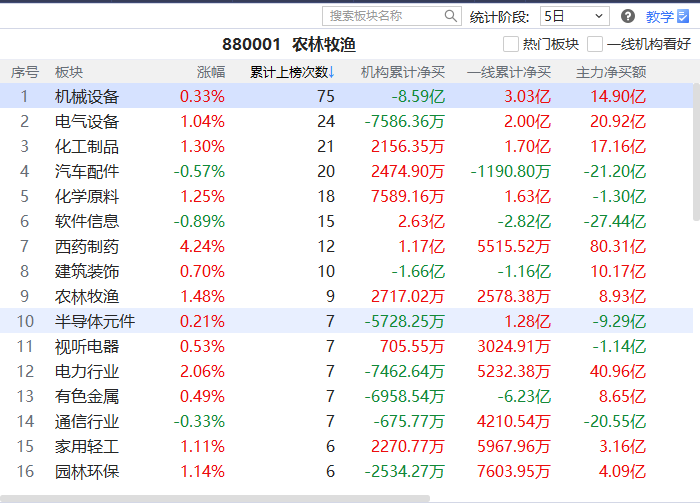 搜索板块名称 统计阶段: 5日 ? 教学
880001 农林牧渔 热门板块 一线机构看好
序号 板块 涨幅 累计上榜次数↓ 机构累计净买 一线累计净买 主力净买额
1 机械设备 0.33% 75 -8.59亿 3.03亿 14.90亿
2 电气设备 1.04% 24 -7586.36万 2.00亿 20.92亿
3 化工制品 1.30% 21 2156.35万 1.70亿 17.16亿
4 汽车配件 -0.57% 20 2474.90万 -1190.80万 -21.20亿
5 化学原料 1.25% 18 7589.16万 1.63亿 -1.30亿
6 软件信息 -0.89% 15 2.63亿 -2.82亿 -27.44亿
7 西药制药 4.24% 12 1.17亿 5515.52万 80.31亿
8 建筑装饰 0.70% 10 -1.66亿 -1.16亿 10.17亿
9 农林牧渔 1.48% 9 2717.02万 2578.38万 8.93亿
10 半导体元件 0.21% 7 -5728.25万 1.28亿 -9.29亿
11 视听电器 0.53% 7 705.55万 3024.91万 -1.14亿
12 电力行业 2.06% 7 -7462.64万 5232.38万 40.96亿
13 有色金属 0.49% 7 -6958.54万 -6.23亿 8.65亿
14 通信行业 -0.33% 7 -675.77万 4210.54万 -20.55亿
15 家用轻工 1.11% 6 2270.77万 5967.96万 3.16亿
16 园林环保 1.14% 6 -2534.27万 7603.95万 4.09亿